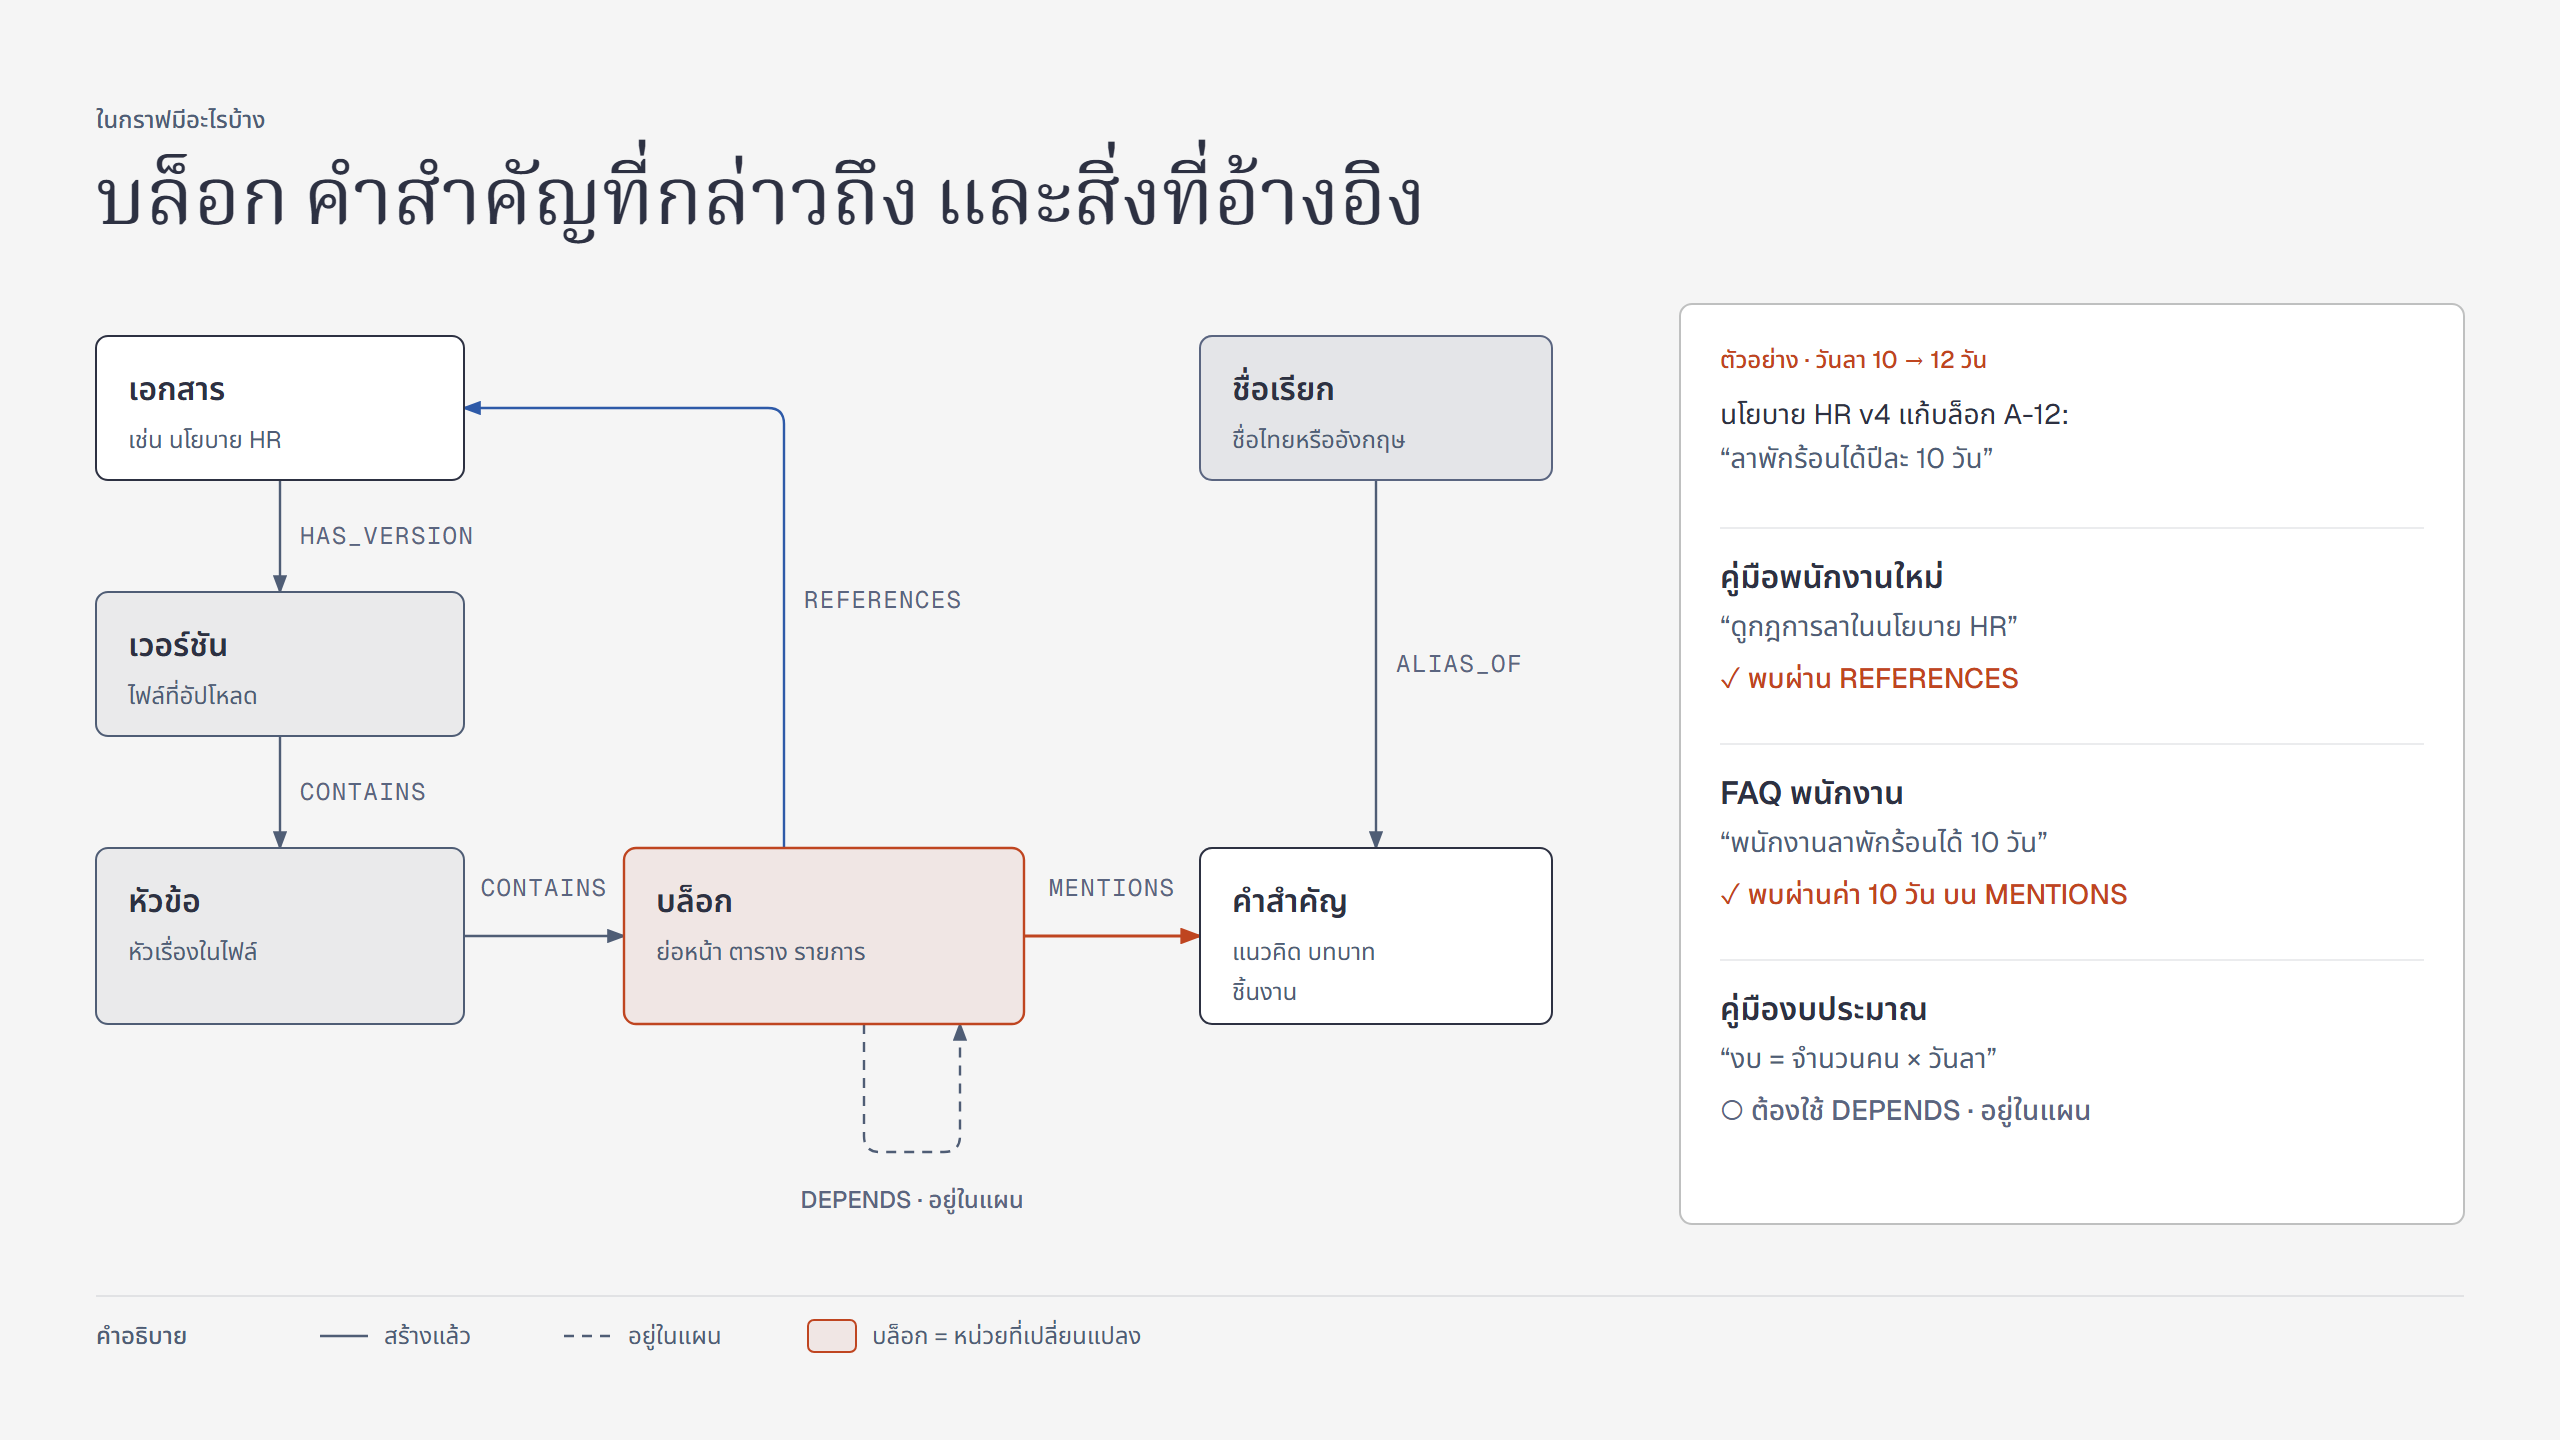 ในกราฟมีอะไรบ้าง
บล็อก คำสำคัญที่กล่าวถึง และสิ่งที่อ้างอิง
เอกสาร
เช่น นโยบาย HR
HAS_VERSION
เวอร์ชัน
ไฟล์ที่อัปโหลด
CONTAINS
หัวข้อ
หัวเรื่องในไฟล์
CONTAINS
REFERENCES
บล็อก
ย่อหน้า ตาราง รายการ
DEPENDS · อยู่ในแผน
MENTIONS
ชื่อเรียก
ชื่อไทยหรืออังกฤษ
ALIAS_OF
คำสำคัญ
แนวคิด บทบาท
ชิ้นงาน
ตัวอย่าง · วันลา 10 → 12 วัน
นโยบาย HR v4 แก้บล็อก A-12:
“ลาพักร้อนได้ปีละ 10 วัน”
คู่มือพนักงานใหม่
“ดูกฎการลาในนโยบาย HR”
✓ พบผ่าน REFERENCES
FAQ พนักงาน
“พนักงานลาพักร้อนได้ 10 วัน”
✓ พบผ่านค่า 10 วัน บน MENTIONS
คู่มืองบประมาณ
“งบ = จำนวนคน × วันลา”
○ ต้องใช้ DEPENDS · อยู่ในแผน
คำอธิบาย
สร้างแล้ว
อยู่ในแผน
บล็อก = หน่วยที่เปลี่ยนแปลง